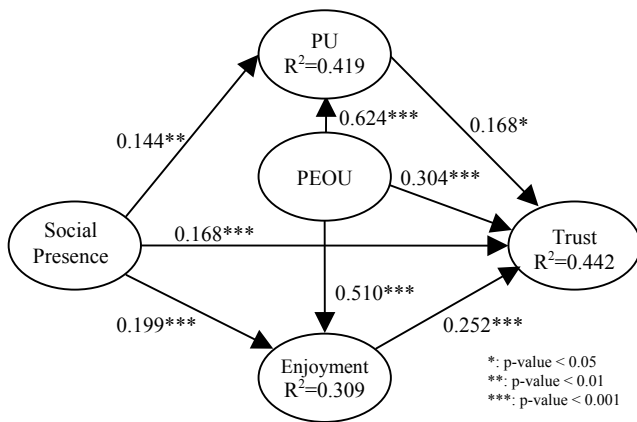 PU
R²=0.419
0.624***
0.144**
0.168*
PEOU
0.304***
Social
Presence
0.168***
Trust
R²=0.442
0.510***
0.199***
0.252***
Enjoyment
R²=0.309
*: p-value < 0.05
**: p-value < 0.01
***: p-value < 0.001